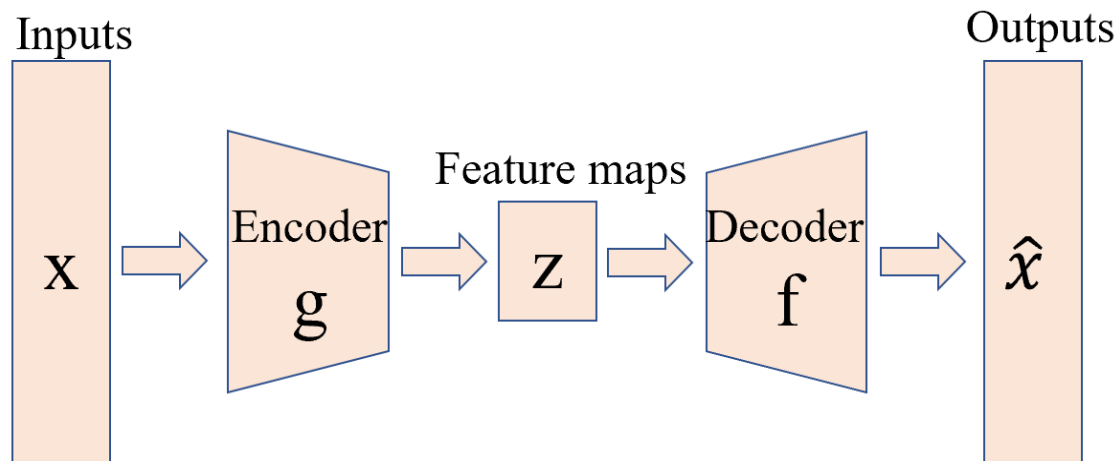 Inputs
x
Encoder
g
Feature maps
z
Decoder
f
Outputs
x̂